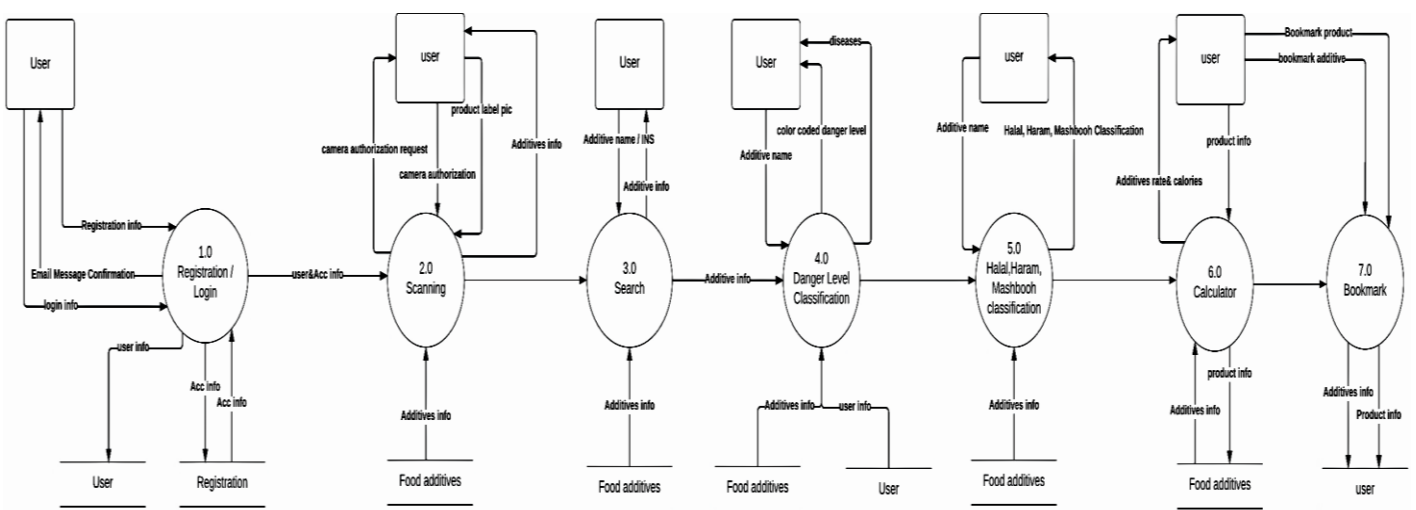 User
Registration info
Email Message Confirmation
login info
1.0
Registration /
Login
user info
Acc info
Acc info
User
Registration
user&Acc info
user
product label pic
camera authorization request
camera authorization
Additives info
2.0
Scanning
Additives info
Food additives
User
Additive name / INS
Additive info
3.0
Search
Additives info
Food additives
Additive info
User
diseases
color coded danger level
Additive name
4.0
Danger Level
Classification
Additives info
user info
Food additives
User
user
Additive name
Halal, Haram, Mashbooh Classification
5.0
Halal,Haram,
Mashbooh
classification
Additives info
Food additives
user
Bookmark product
bookmark additive
product info
Additives rate& calories
6.0
Calculator
product info
Additives info
Food additives
7.0
Bookmark
Additives info
Product info
user